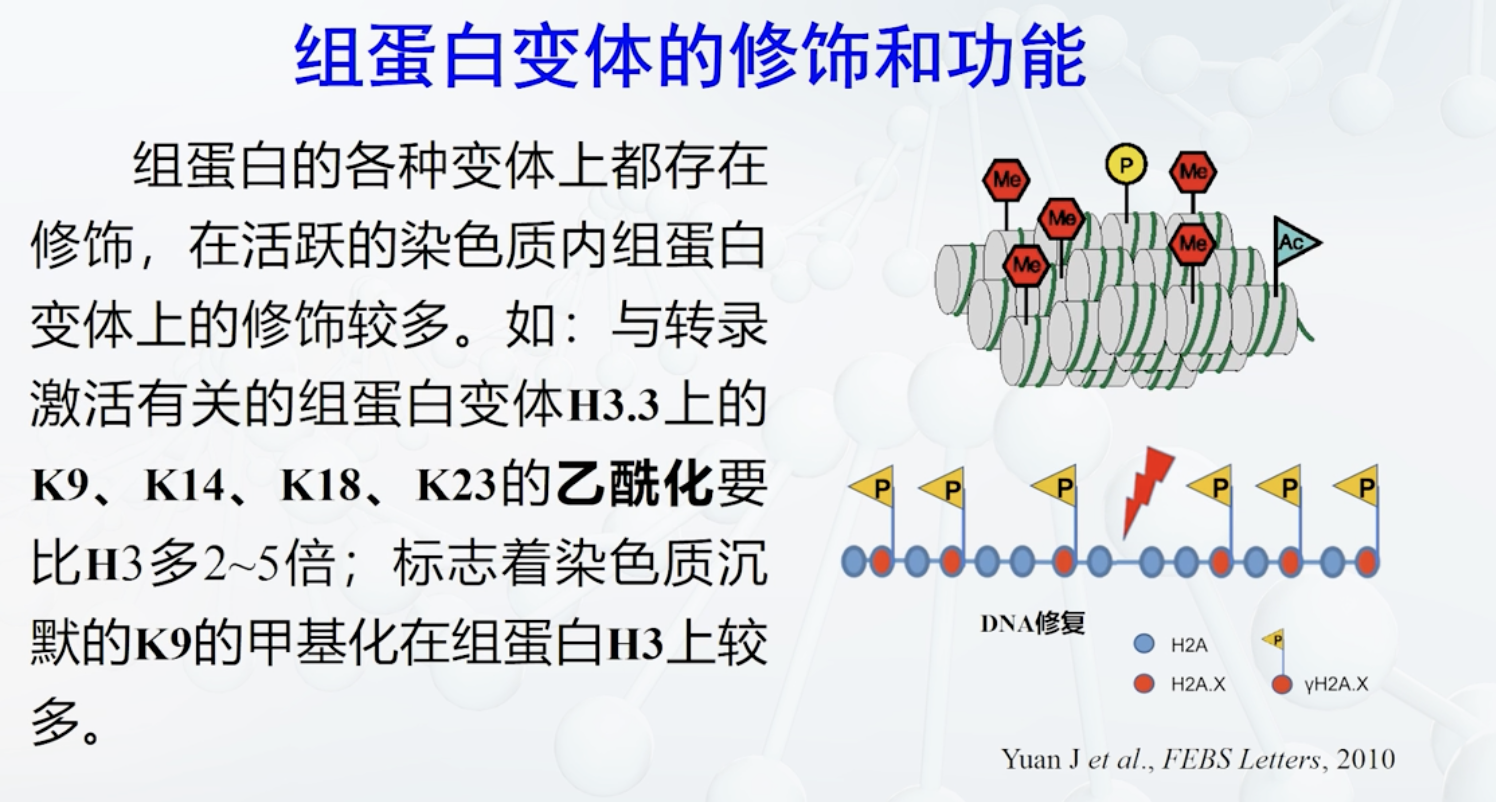 组蛋白变体的修饰和功能
组蛋白的各种变体上都存在
修饰，在活跃的染色质内组蛋白
变体上的修饰较多。如：与转录
激活有关的组蛋白变体H3.3上的
K9、K14、K18、K23的乙酰化要
比H3多2~5倍；标志着染色质沉
默的K9的甲基化在组蛋白H3上较
多。
Me
P
Me
Me
Me
Me
Ac
P P P P P P
DNA修复
H2A
P
H2A.X
γH2A.X
Yuan J et al., FEBS Letters, 2010